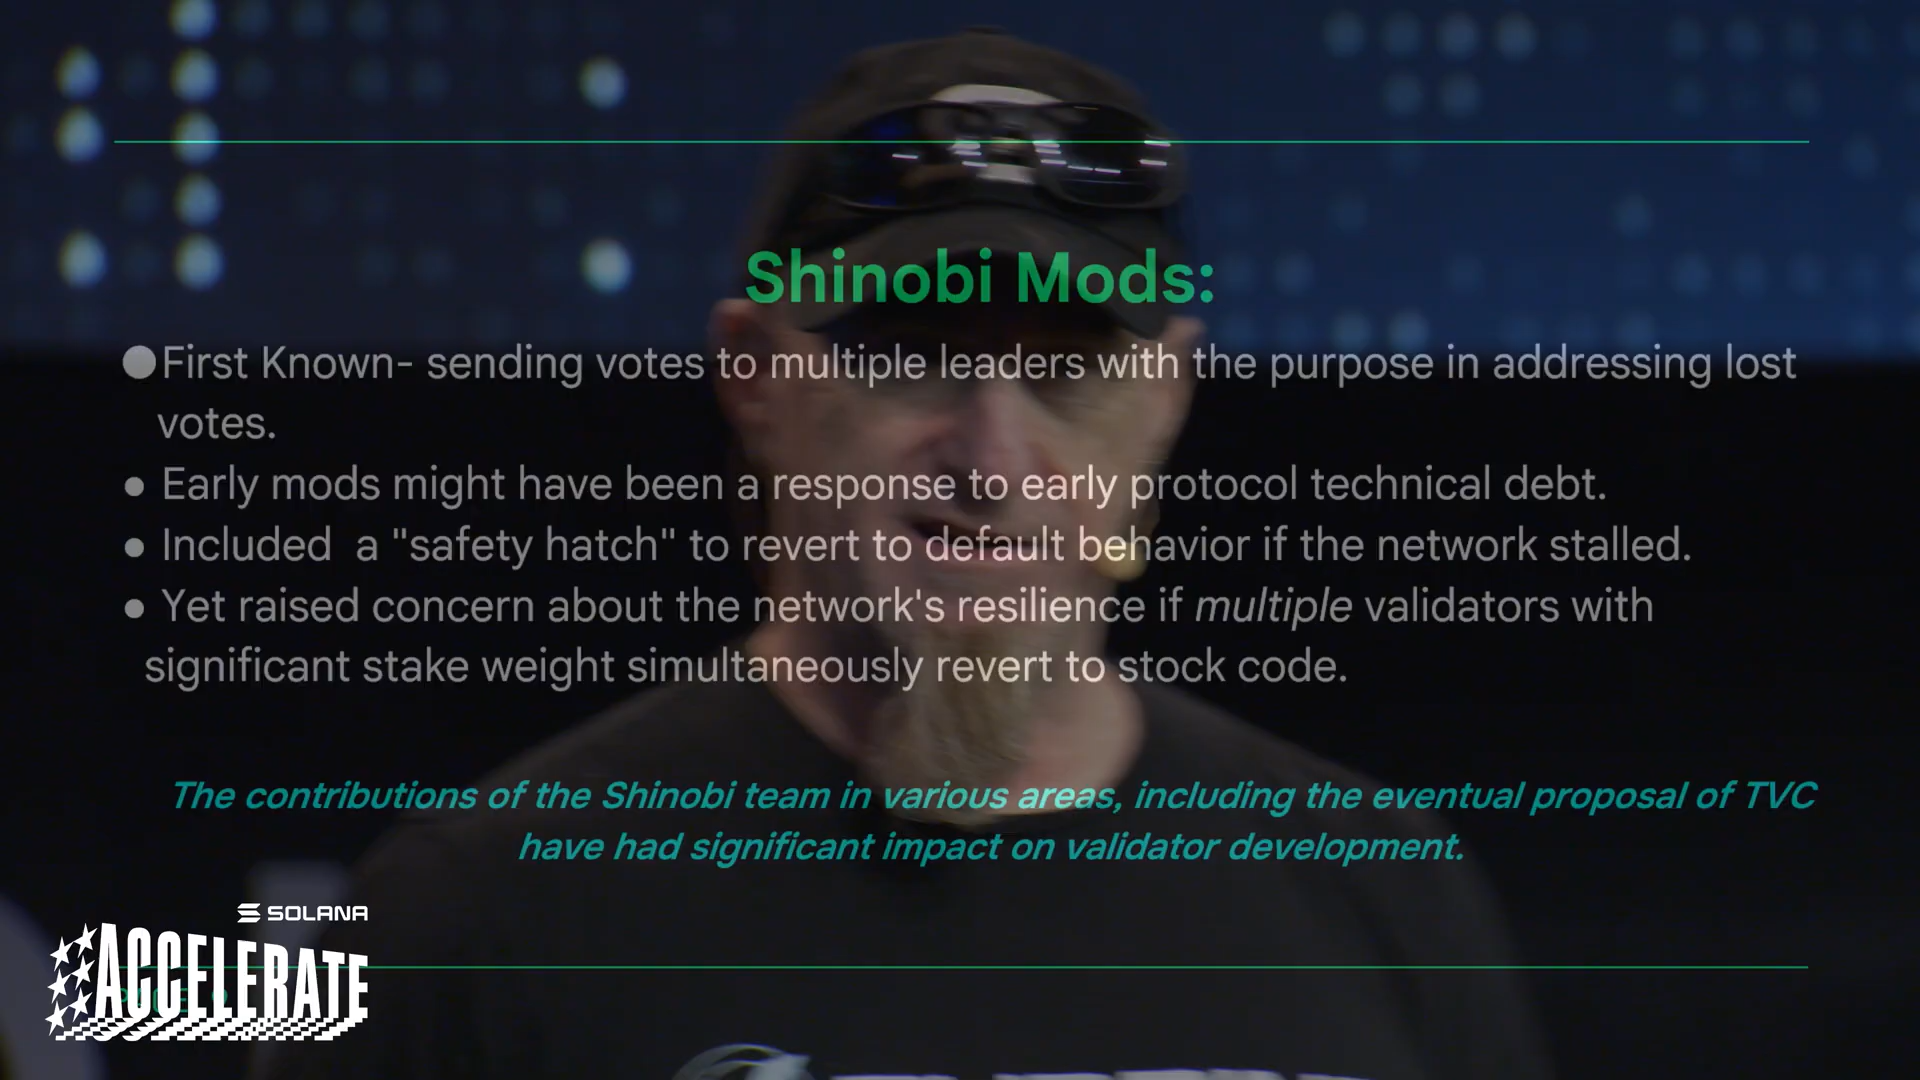 Shinobi Mods:
●First Known- sending votes to multiple leaders with the purpose in addressing lost
votes.
● Early mods might have been a response to early protocol technical debt.
● Included a "safety hatch" to revert to default behavior if the network stalled.
● Yet raised concern about the network's resilience if multiple validators with
significant stake weight simultaneously revert to stock code.
The contributions of the Shinobi team in various areas, including the eventual proposal of TVC
have had significant impact on validator development.
SOLANA
ACCELERATE